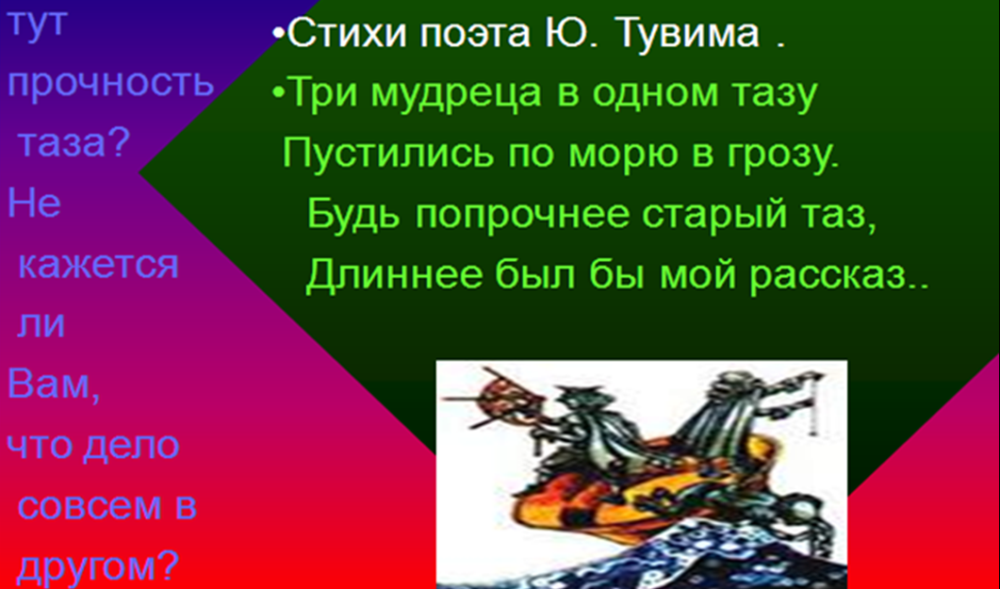 тут
прочность
таза?
Не
кажется
ли
Вам,
что дело
совсем в
другом?
•Стихи поэта Ю. Тувима .
•Три мудреца в одном тазу
Пустились по морю в грозу.
Будь попрочнее старый таз,
Длиннее был бы мой рассказ..